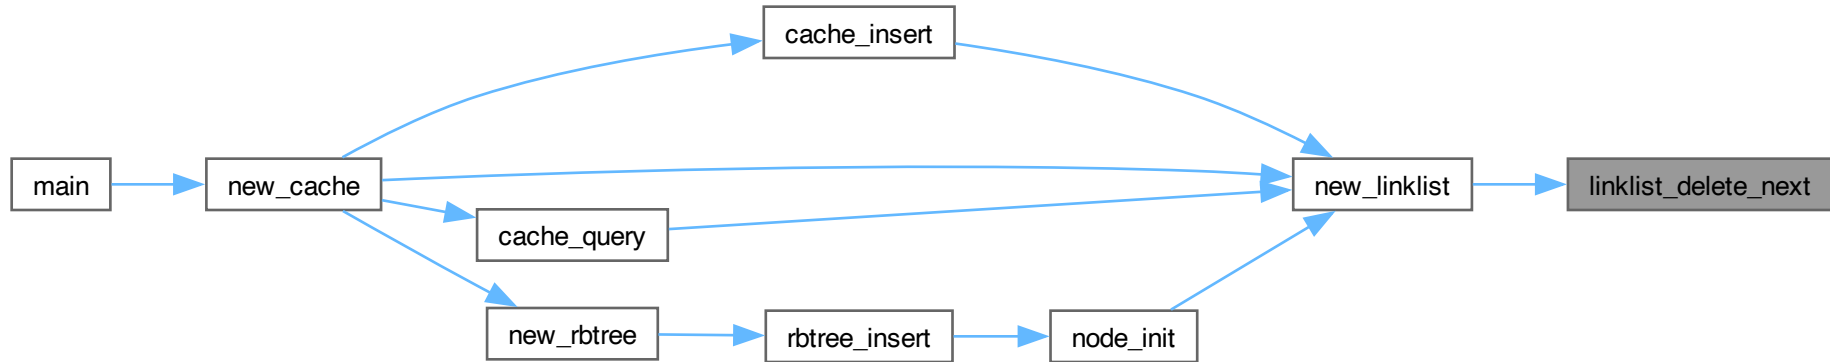 cache_insert
main
new_cache
new_linklist
linklist_delete_next
cache_query
new_rbtree
rbtree_insert
node_init